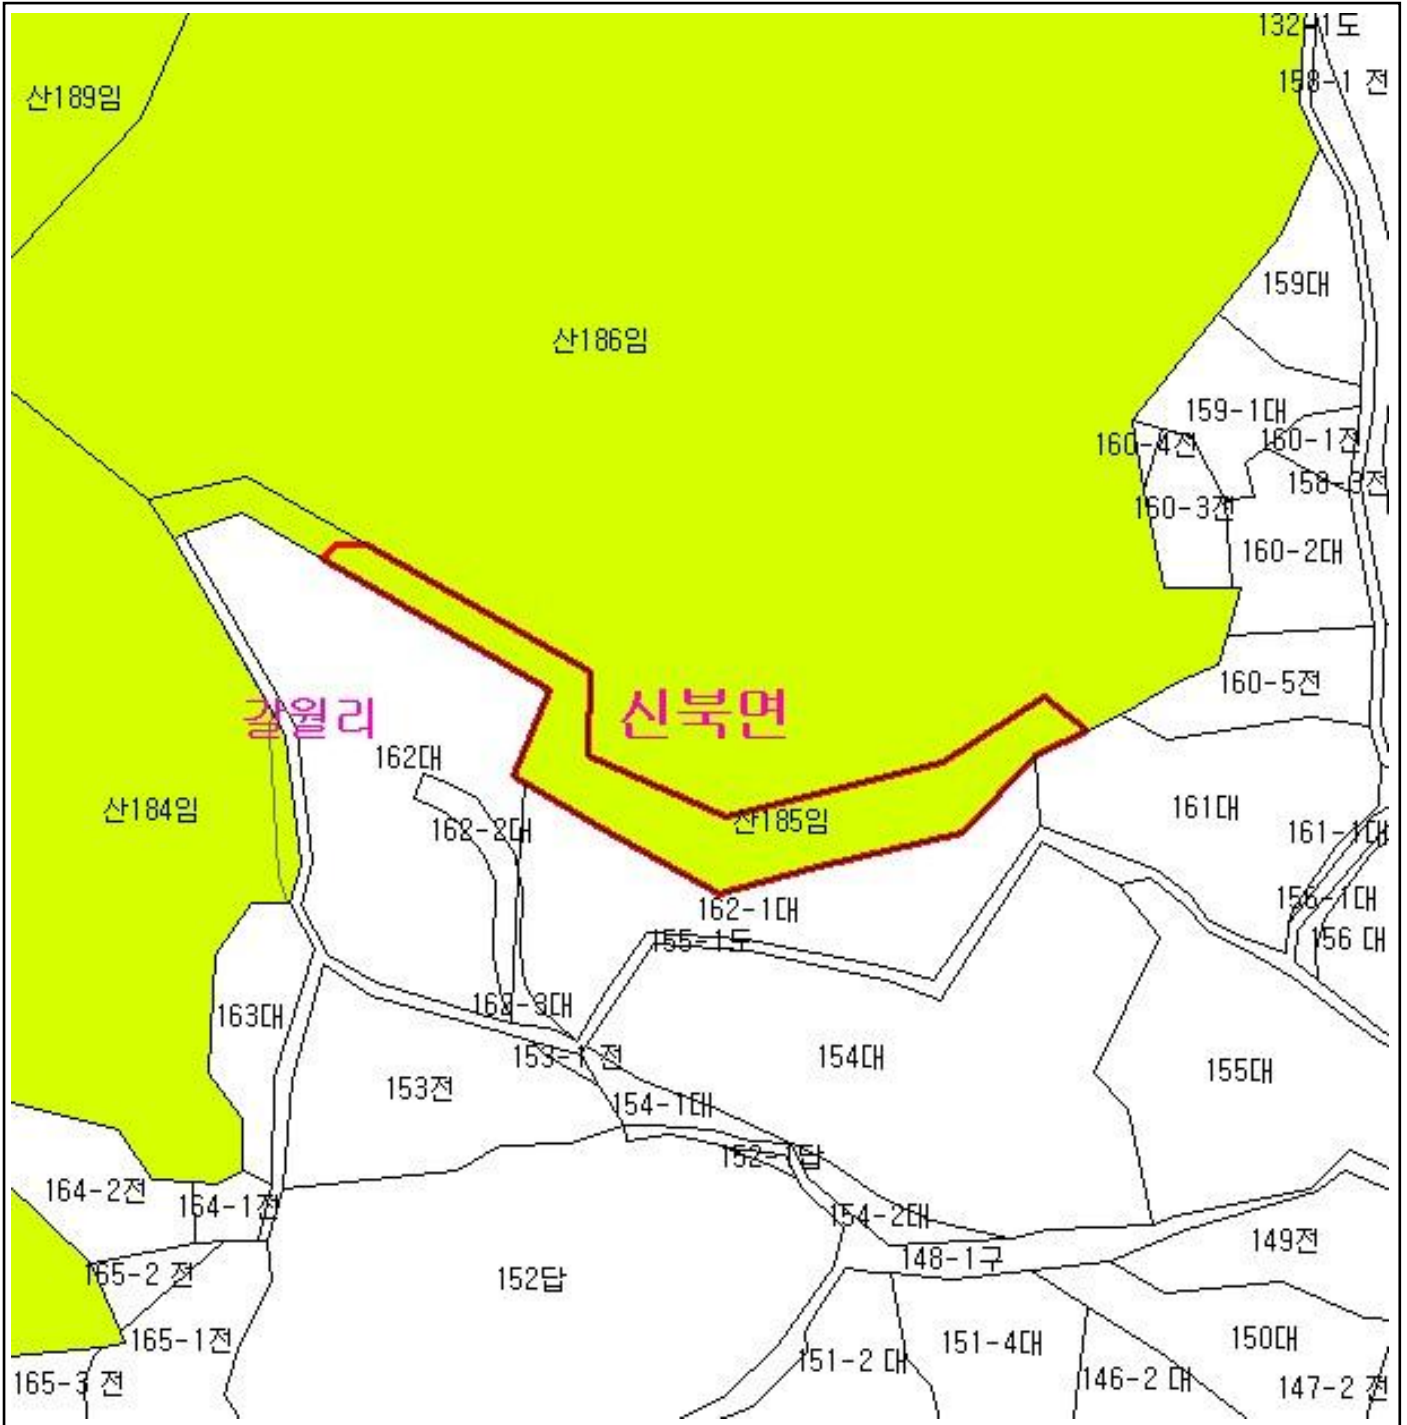 132-1도
158-1 전
산189임
159대
산186임
159-1대
160-4전
160-1전
158-3전
160-3전
160-2대
160-5전
갈월리
신북면
162대
산184임
162-2대
산185임
161대
161-1대
162-1대
156-1대
155-1도
156 대
162-3대
163대
153-1 전
154대
155대
153전
154-1대
152-1답
164-2전
164-1전
154-2대
149전
148-1구
165-2 전
152답
165-1전
151-4대
150대
151-2 대
165-3 전
146-2 대
147-2 전